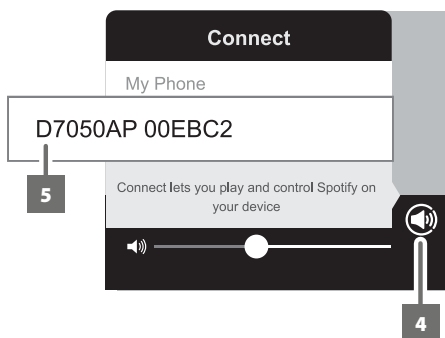 Connect
My Phone
D7050AP 00EBC2
5
Connect lets you play and control Spotify on
your device
4